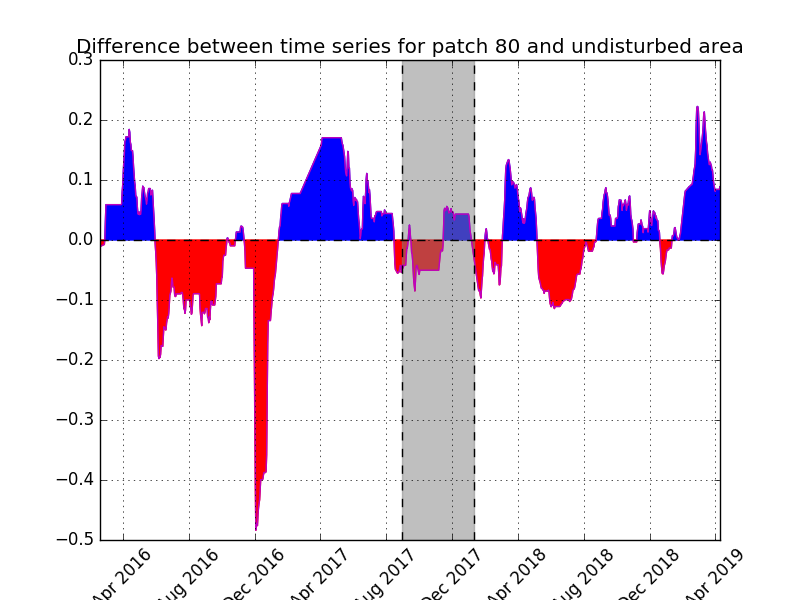 Difference between time series for patch 80 and undisturbed area
0.3
0.2
0.1
0.0
−0.1
−0.2
−0.3
−0.4
−0.5
Apr 2016
Aug 2016
Dec 2016
Apr 2017
Aug 2017
Dec 2017
Apr 2018
Aug 2018
Dec 2018
Apr 2019